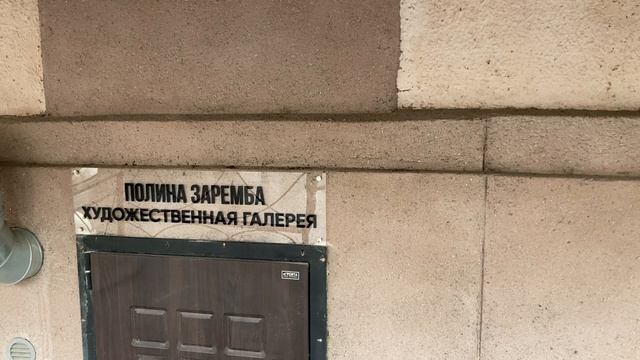 ПОЛИНА ЗАРЕМБА
ХУДОЖЕСТВЕННАЯ ГАЛЕРЕЯ